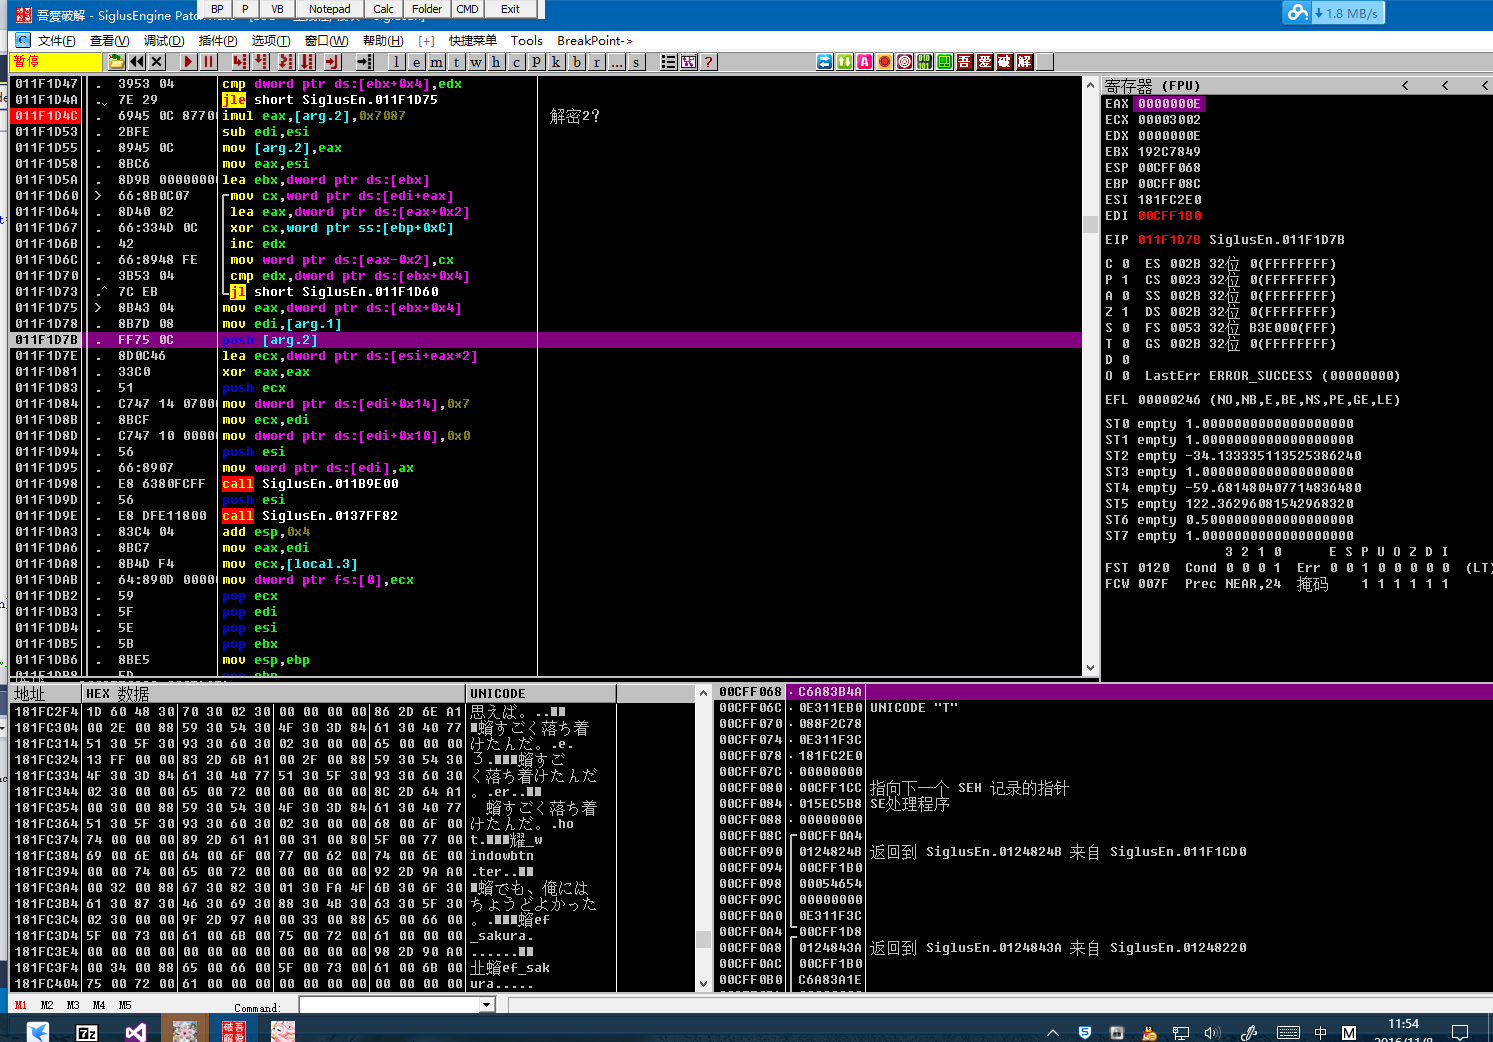 吾愛破解 - SiglusEngine Patch
BP P VB Notepad Calc Folder CMD Exit
1.8 MB/s
文件(F) 查看(V) 调试(D) 插件(P) 选项(T) 窗口(W) 帮助(H) [+] 快捷菜单 Tools BreakPoint->
暂停
l e m t w h c P k b r ... s
吾 爱 破 解
011F1D47 . 3953 04 cmp dword ptr ds:[ebx+0x4],edx
011F1D4A . 7E 29 jle short SiglusEn.011F1D75
011F1D4C . 6945 0C 8770 imul eax,[arg.2],0x7087 解密2?
011F1D53 . 2BFE sub edi,esi
011F1D55 . 8945 0C mov [arg.2],eax
011F1D58 . 8BC6 mov eax,esi
011F1D5A . 8D9B 0000000 lea ebx,dword ptr ds:[ebx]
011F1D60 > 66:8B0C07 mov cx,word ptr ds:[edi+eax]
011F1D64 . 8D40 02 lea eax,dword ptr ds:[eax+0x2]
011F1D67 . 66:334D 0C xor cx,word ptr ss:[ebp+0xC]
011F1D6B . 42 inc edx
011F1D6C . 66:8948 FE mov word ptr ds:[eax-0x2],cx
011F1D70 . 3B53 04 cmp edx,dword ptr ds:[ebx+0x4]
011F1D73 .^ 7C EB jl short SiglusEn.011F1D60
011F1D75 > 8B43 04 mov eax,dword ptr ds:[ebx+0x4]
011F1D78 . 8B7D 08 mov edi,[arg.1]
011F1D7B . FF75 0C push [arg.2]
011F1D7E . 8D0C46 lea ecx,dword ptr ds:[esi+eax*2]
011F1D81 . 33C0 xor eax,eax
011F1D83 . 51 push ecx
011F1D84 . C747 14 0700 mov dword ptr ds:[edi+0x14],0x7
011F1D8B . 8BCF mov ecx,edi
011F1D8D . C747 10 0000 mov dword ptr ds:[edi+0x10],0x0
011F1D94 . 56 push esi
011F1D95 . 66:8907 mov word ptr ds:[edi],ax
011F1D98 . E8 6380FCFF call SiglusEn.011B9E00
011F1D9D . 56 push esi
011F1D9E . E8 DFE11800 call SiglusEn.0137FF82
011F1DA3 . 83C4 04 add esp,0x4
011F1DA6 . 8BC7 mov eax,edi
011F1DA8 . 8B4D F4 mov ecx,[local.3]
011F1DAB . 64:890D 0000 mov dword ptr fs:[0],ecx
011F1DB2 . 59 pop ecx
011F1DB3 . 5F pop edi
011F1DB4 . 5E pop esi
011F1DB5 . 5B pop ebx
011F1DB6 . 8BE5 mov esp,ebp
寄存器 (FPU) < < <
EAX 0000000E
ECX 00003002
EDX 0000000E
EBX 192C7849
ESP 00CFF068
EBP 00CFF08C
ESI 181FC2E0
EDI 00CFF1B0
EIP 011F1D7B SiglusEn.011F1D7B
C 0 ES 002B 32位 0(FFFFFFFF)
P 1 CS 0023 32位 0(FFFFFFFF)
A 0 SS 002B 32位 0(FFFFFFFF)
Z 1 DS 002B 32位 0(FFFFFFFF)
S 0 FS 0053 32位 B3E000(FFF)
T 0 GS 002B 32位 0(FFFFFFFF)
D 0
O 0 LastErr ERROR_SUCCESS (00000000)
EFL 00000246 (NO,NB,E,BE,NS,PE,GE,LE)
ST0 empty 1.0000000000000000000
ST1 empty 1.0000000000000000000
ST2 empty -34.133335113525386240
ST3 empty 1.0000000000000000000
ST4 empty -59.681480407714836480
ST5 empty 122.36296081542968320
ST6 empty 0.5000000000000000000
ST7 empty 1.0000000000000000000
3 2 1 0 E S P U O Z D I
FST 0120 Cond 0 0 0 1 Err 0 0 1 0 0 0 0 0 (LT)
FCW 007F Prec NEAR,24 掩码 1 1 1 1 1 1
地址 HEX 数据 UNICODE
181FC2F4 1D 60 48 30 70 30 02 30 00 00 00 00 86 2D 6E A1 思えば。..
181FC304 00 2E 00 88 59 30 54 30 4F 30 3D 84 61 30 40 77 蠀すごく落ち着
181FC314 51 30 5F 30 93 30 60 30 02 30 00 00 65 00 00 00 けたんだ。.e.
181FC324 13 FF 00 00 83 2D 6B A1 00 2F 00 88 59 30 54 30 3.蠀すご
181FC334 4F 30 3D 84 61 30 40 77 51 30 5F 30 93 30 60 30 く落ち着けたんだ
181FC344 02 30 00 00 65 00 72 00 00 00 00 00 8C 2D 64 A1 。.er..
181FC354 00 30 00 88 59 30 54 30 4F 30 3D 84 61 30 40 77 蠀すごく落ち着
181FC364 51 30 5F 30 93 30 60 30 02 30 00 00 68 00 6F 00 けたんだ。.ho
181FC374 74 00 00 00 89 2D 61 A1 00 31 00 80 5F 00 77 00 t.耀_w
181FC384 69 00 6E 00 64 00 6F 00 77 00 62 00 74 00 6E 00 indowbtn
181FC394 00 00 74 00 65 00 72 00 00 00 00 00 92 2D 9A A0 .ter..
181FC3A4 00 32 00 88 67 30 82 30 01 30 FA 4F 6B 30 6F 30 蠀でも、俺には
181FC3B4 61 30 87 30 46 30 69 30 88 30 4B 30 63 30 5F 30 ちょうどよかった
181FC3C4 02 30 00 00 9F 2D 97 A0 00 33 00 88 65 00 66 00 。.蠀ef
181FC3D4 5F 00 73 00 61 00 6B 00 75 00 72 00 61 00 00 00 _sakura.
181FC3E4 00 00 00 00 00 00 00 00 00 00 00 00 98 2D 90 A0 ......
181FC3F4 00 34 00 88 65 00 66 00 5F 00 73 00 61 00 6B 00 㐀蠀ef_sak
181FC404 75 00 72 00 61 00 00 00 00 00 00 00 00 00 00 00 ura.....
00CFF068 C6A83B4A
00CFF06C 0E311EB0 UNICODE "T"
00CFF070 088F2C78
00CFF074 0E311F3C
00CFF078 181FC2E0
00CFF07C 00000000
00CFF080 00CFF1CC 指向下一个 SEH 记录的指针
00CFF084 015EC5B8 SE处理程序
00CFF088 00000000
00CFF08C 00CFF0A4
00CFF090 0124824B 返回到 SiglusEn.0124824B 来自 SiglusEn.011F1CD0
00CFF094 00CFF1B0
00CFF098 00054654
00CFF09C 00000000
00CFF0A0 0E311F3C
00CFF0A4 00CFF1D8
00CFF0A8 0124843A 返回到 SiglusEn.0124843A 来自 SiglusEn.01248220
00CFF0AC 00CFF1B0
00CFF0B0 C6A83A1E
M1 M2 M3 M4 M5 Command:
7z 中 M 11:54
2016/11/8